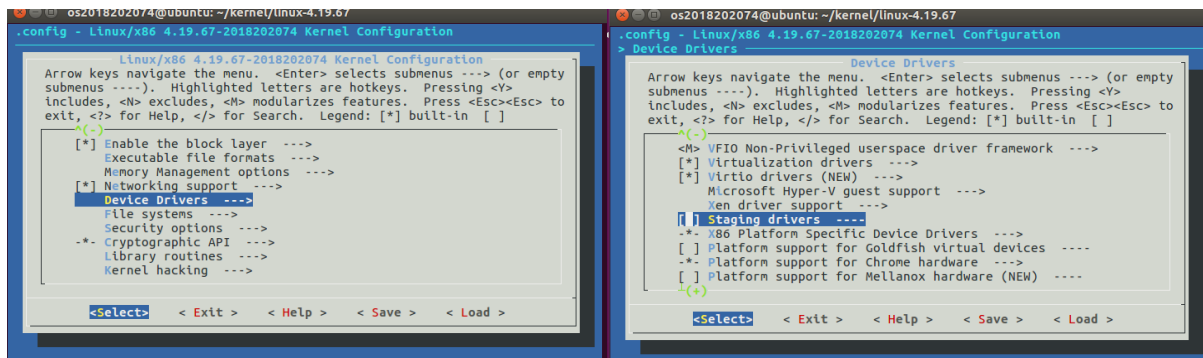 os2018202074@ubuntu: ~/kernel/linux-4.19.67
.config - Linux/x86 4.19.67-2018202074 Kernel Configuration
Linux/x86 4.19.67-2018202074 Kernel Configuration
Arrow keys navigate the menu.  <Enter> selects submenus ---> (or empty
submenus ----).  Highlighted letters are hotkeys.  Pressing <Y>
includes, <N> excludes, <M> modularizes features.  Press <Esc><Esc> to
exit, <?> for Help, </> for Search.  Legend: [*] built-in  [ ]
^(-)
[*] Enable the block layer  --->
Executable file formats  --->
Memory Management options  --->
[*] Networking support  --->
Device Drivers  --->
File systems  --->
Security options  --->
-*- Cryptographic API  --->
Library routines  --->
Kernel hacking  --->
<Select>    < Exit >    < Help >    < Save >    < Load >
os2018202074@ubuntu: ~/kernel/linux-4.19.67
.config - Linux/x86 4.19.67-2018202074 Kernel Configuration
> Device Drivers
Device Drivers
Arrow keys navigate the menu.  <Enter> selects submenus ---> (or empty
submenus ----).  Highlighted letters are hotkeys.  Pressing <Y>
includes, <N> excludes, <M> modularizes features.  Press <Esc><Esc> to
exit, <?> for Help, </> for Search.  Legend: [*] built-in  [ ]
^(-)
<M> VFIO Non-Privileged userspace driver framework  --->
[*] Virtualization drivers  --->
[*] Virtio drivers (NEW)  --->
Microsoft Hyper-V guest support  --->
Xen driver support  --->
[ ] Staging drivers  ----
-*- X86 Platform Specific Device Drivers  --->
[ ] Platform support for Goldfish virtual devices  ----
-*- Platform support for Chrome hardware  --->
[ ] Platform support for Mellanox hardware (NEW)  ----
(+)
<Select>    < Exit >    < Help >    < Save >    < Load >